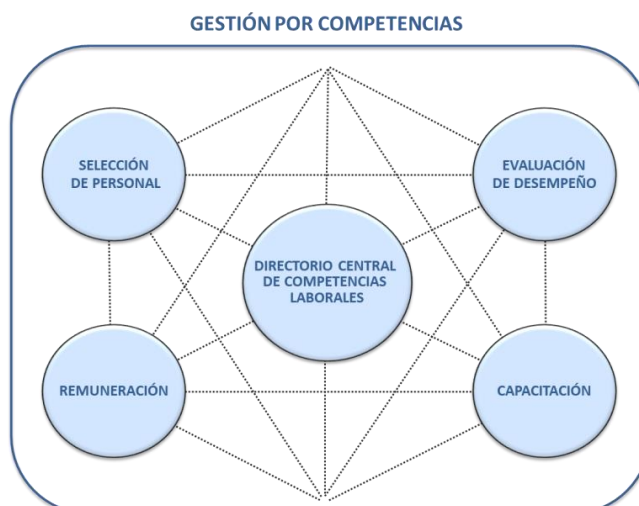 GESTIÓN POR COMPETENCIAS
SELECCIÓN
DE PERSONAL
EVALUACIÓN
DE DESEMPEÑO
DIRECTORIO CENTRAL
DE COMPETENCIAS
LABORALES
REMUNERACIÓN
CAPACITACIÓN